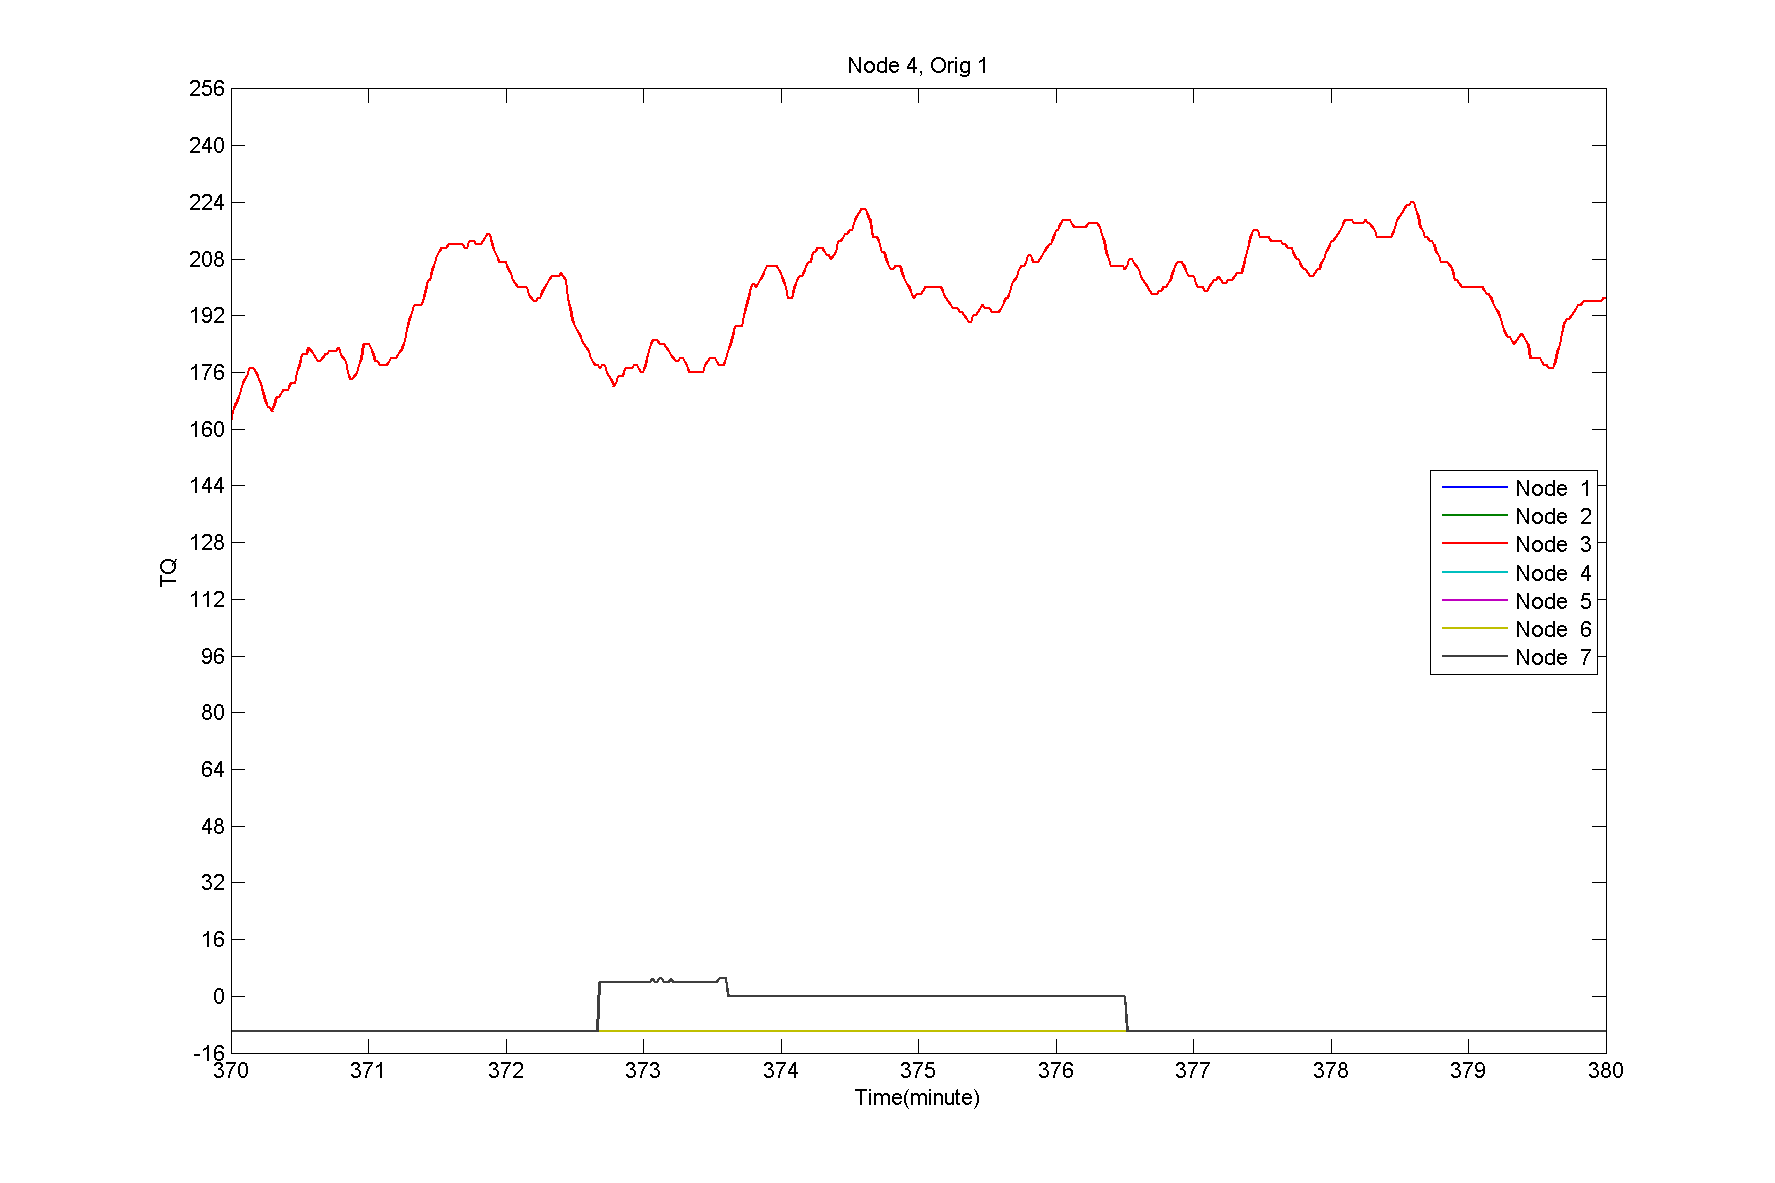 Node 4, Orig 1
256
240
224
208
192
176
160
144
128
112
96
80
64
48
32
16
0
-16
TQ
Node 1
Node 2
Node 3
Node 4
Node 5
Node 6
Node 7
370 371 372 373 374 375 376 377 378 379 380
Time(minute)